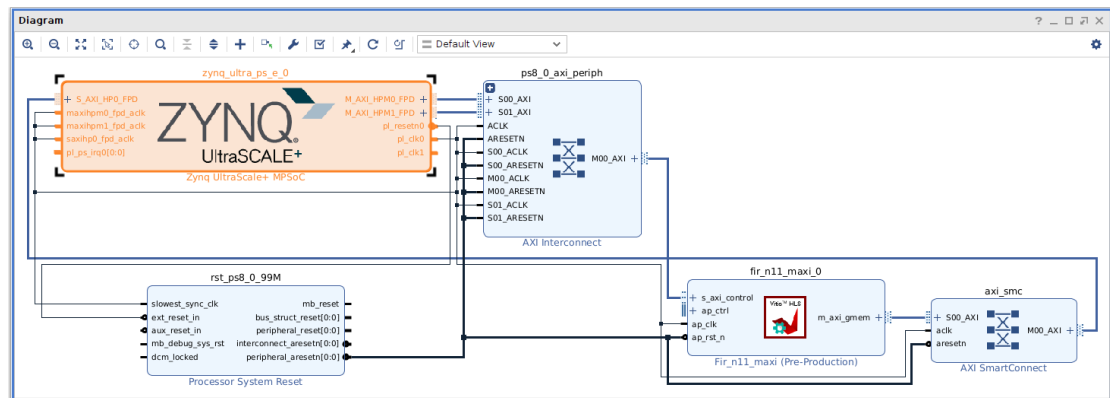 Diagram
Default View
zynq_ultra_ps_e_0
S_AXI_HP0_FPD
maxihpm0_fpd_aclk
maxihpm1_fpd_aclk
saxihp0_fpd_aclk
pl_ps_irq0[0:0]
ZYNQ
UltraSCALE+
M_AXI_HPM0_FPD
M_AXI_HPM1_FPD
pl_resetn0
pl_clk0
pl_clk1
Zynq UltraScale+ MPSoC
ps8_0_axi_periph
S00_AXI
S01_AXI
ACLK
ARESETN
S00_ACLK
S00_ARESETN
M00_ACLK
M00_ARESETN
S01_ACLK
S01_ARESETN
M00_AXI
AXI Interconnect
rst_ps8_0_99M
slowest_sync_clk
ext_reset_in
aux_reset_in
mb_debug_sys_rst
dcm_locked
mb_reset
bus_struct_reset[0:0]
peripheral_reset[0:0]
interconnect_aresetn[0:0]
peripheral_aresetn[0:0]
Processor System Reset
fir_n11_maxi_0
s_axi_control
ap_ctrl
ap_clk
ap_rst_n
Vitis™ HLS
m_axi_gmem
Fir_n11_maxi (Pre-Production)
axi_smc
S00_AXI
aclk
aresetn
M00_AXI
AXI SmartConnect